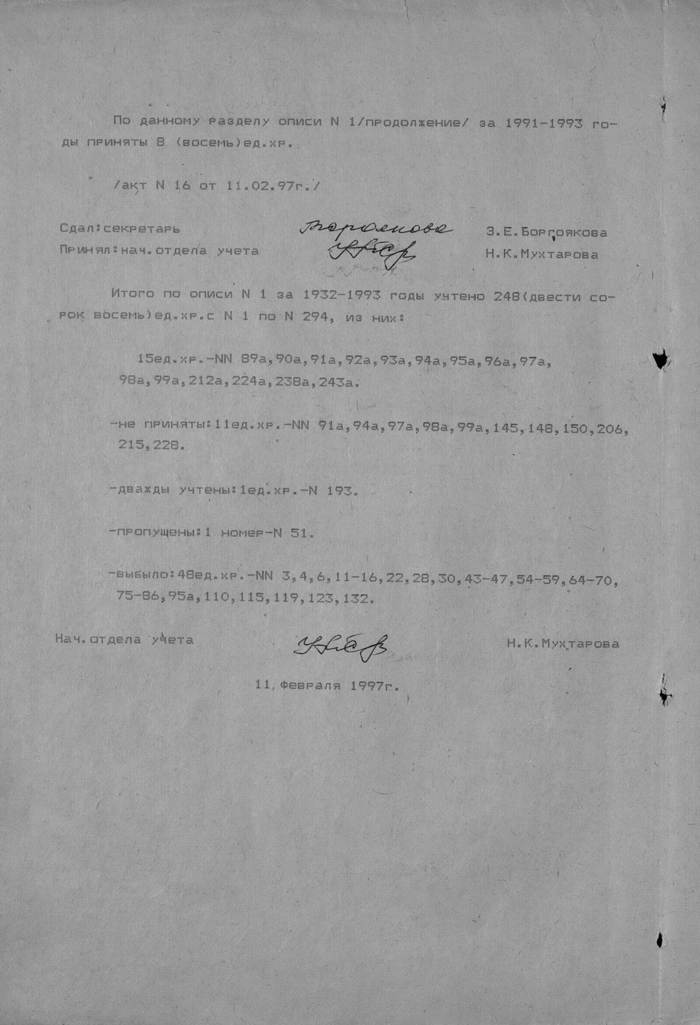 По данному разделу описи N 1/продолжение/ за 1991-1993 го-
ды приняты 8 (восемь)ед.хр.
/акт N 16 от 11.02.97г./
Сдал:секретарь З.Е.Боргоякова
Принял:нач.отдела учета Н.К.Мухтарова
Итого по описи N 1 за 1932-1993 годы учтено 248(двести со-
рок восемь)ед.хр.с N 1 по N 294, из них:
15ед.хр.-NN 89а,90а,91а,92а,93а,94а,95а,96а,97а,
98а,99а,212а,224а,238а,243а.
-не приняты:11ед.хр.-NN 91а,94а,97а,98а,99а,145,148,150,206,
215,228.
-дважды учтены:1ед.хр.-N 193.
-пропущены:1 номер-N 51.
-выбыло:48ед.хр.-NN 3,4,6,11-16,22,28,30,43-47,54-59,64-70,
75-86,95а,110,115,119,123,132.
Нач.отдела учета Н.К.Мухтарова
11 февраля 1997г.